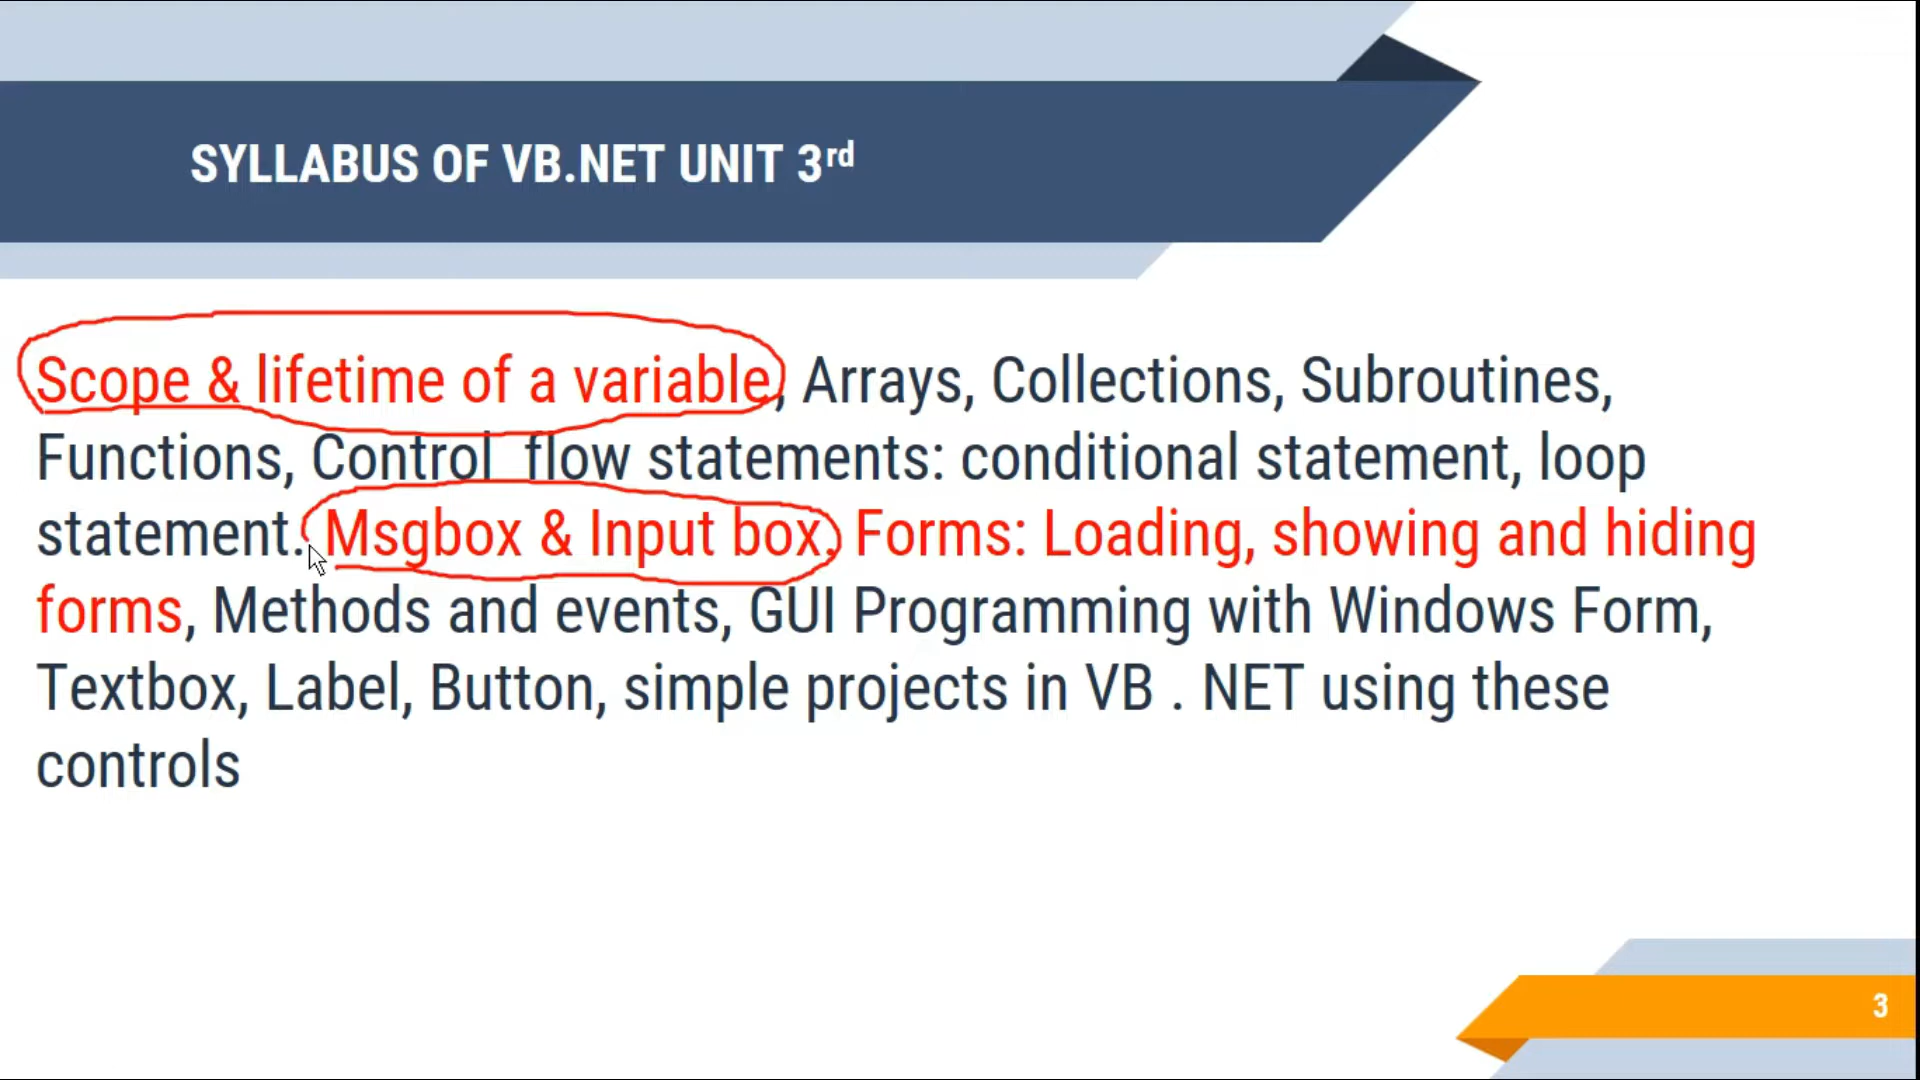 SYLLABUS OF VB.NET UNIT 3rd
Scope & lifetime of a variable, Arrays, Collections, Subroutines,
Functions, Control flow statements: conditional statement, loop
statement. Msgbox & Input box. Forms: Loading, showing and hiding
forms, Methods and events, GUI Programming with Windows Form,
Textbox, Label, Button, simple projects in VB . NET using these
controls
3